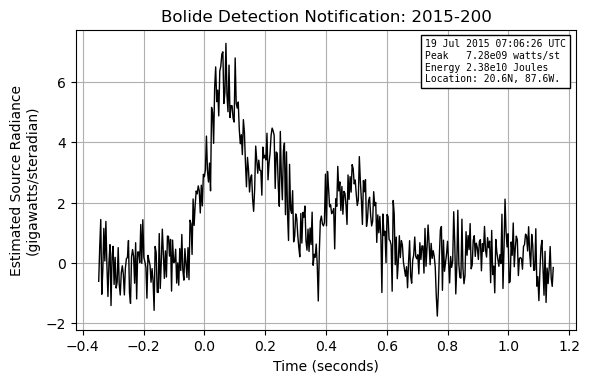 Bolide Detection Notification: 2015-200
19 Jul 2015 07:06:26 UTC
Peak   7.28e09 watts/st
Energy 2.38e10 Joules
Location: 20.6N, 87.6W.
Estimated Source Radiance
(gigawatts/steradian)
6
4
2
0
−2
−0.4 −0.2 0.0 0.2 0.4 0.6 0.8 1.0 1.2
Time (seconds)